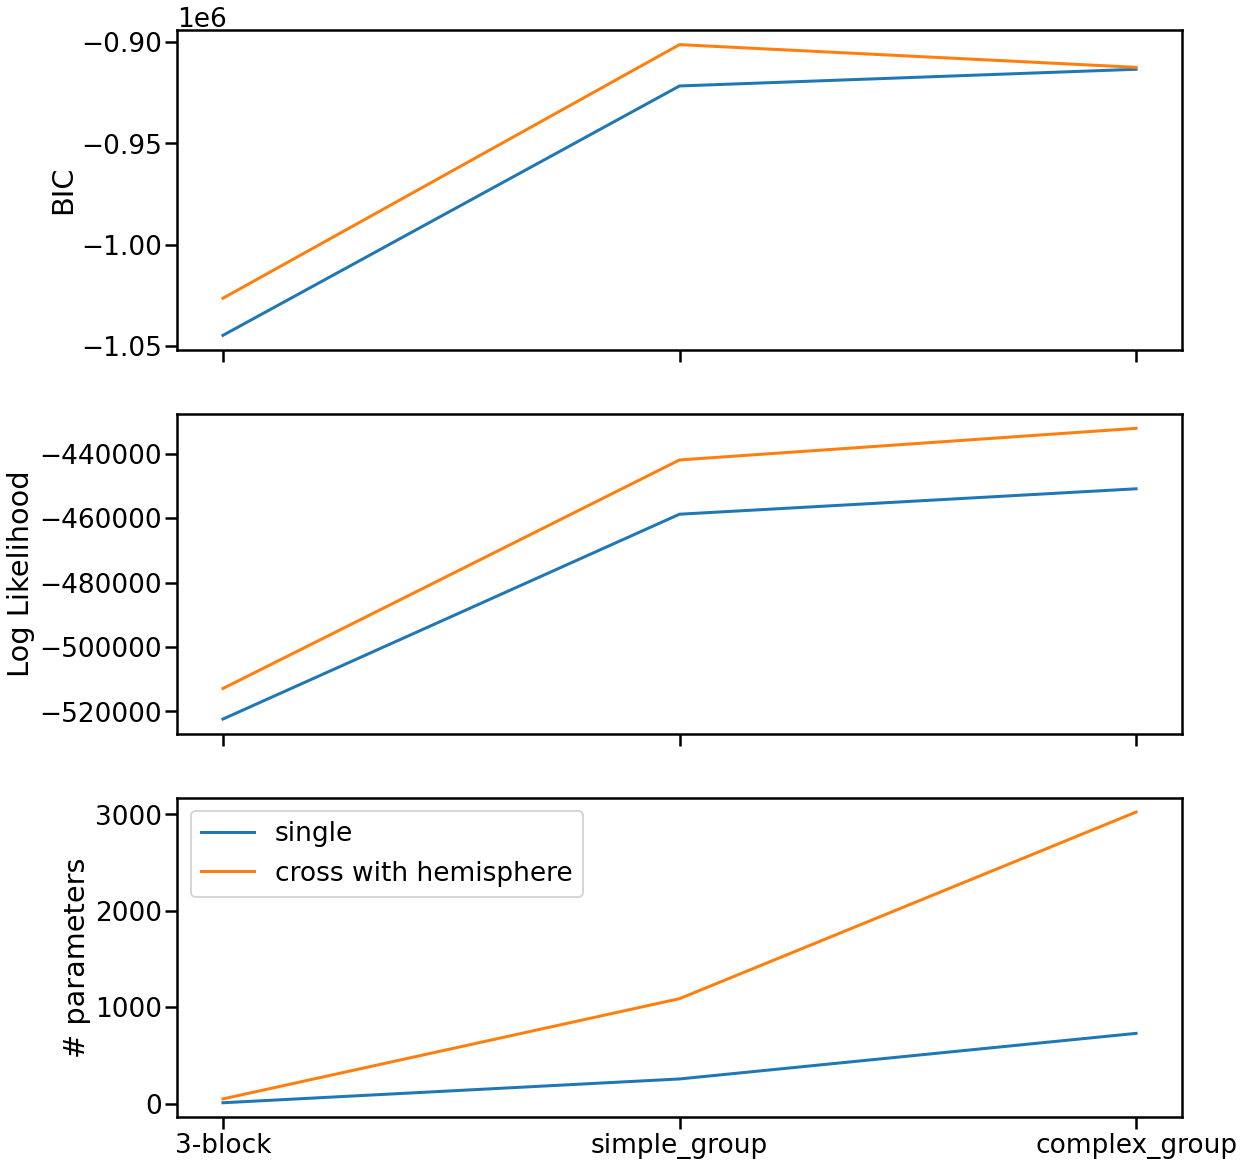 1e6
−0.90
−0.95
−1.00
−1.05
BIC
−440000
−460000
−480000
−500000
−520000
Log Likelihood
3000
2000
1000
0
# parameters
single
cross with hemisphere
3-block
simple_group
complex_group